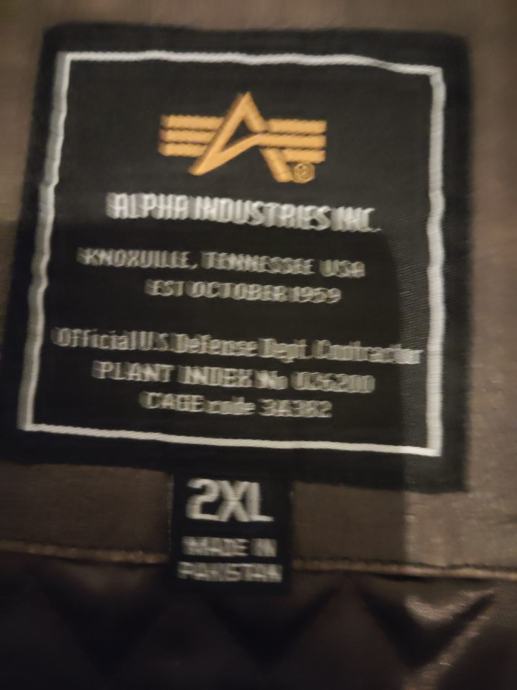 ALPHA INDUSTRIES INC.
KNOXVILLE, TENNESSEE USA
EST OCTOBER 1959
Official U.S Defense Dept. Contractor
PLANT INDEX No
CAGE code 3A382
2XL
MADE IN
PAKISTAN